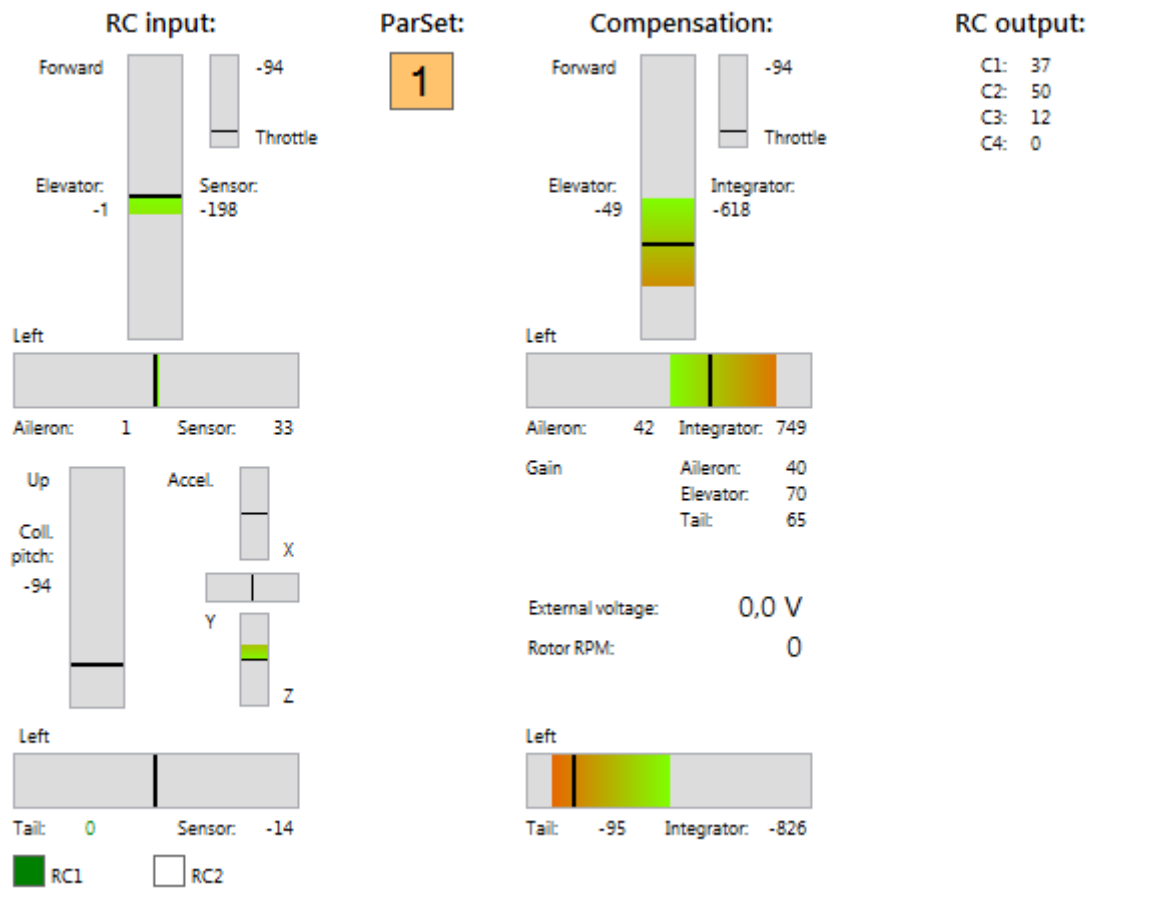 RC input: ParSet: Compensation: RC output:
Forward -94 1 Forward -94 C1: 37
C2: 50
C3: 12
Throttle Throttle C4: 0
Elevator: Sensor: Elevator: Integrator:
-1 -198 -49 -618
Left Left
Aileron: 1 Sensor: 33 Aileron: 42 Integrator: 749
Up Accel. Gain Aileron: 40
Elevator: 70
Tail: 65
Coll.
pitch: X
-94
External voltage: 0,0 V
Y
Rotor RPM: 0
Z
Left Left
Tail: 0 Sensor: -14 Tail: -95 Integrator: -826
RC1 RC2